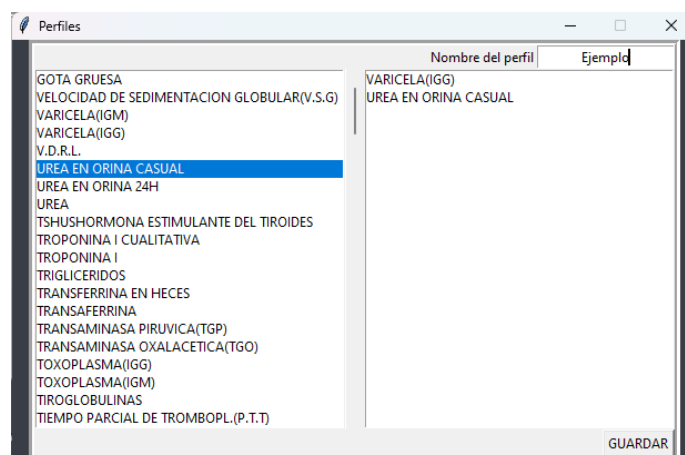 Perfiles
Nombre del perfil Ejemplo
GOTA GRUESA
VELOCIDAD DE SEDIMENTACION GLOBULAR(V.S.G)
VARICELA(IGM)
VARICELA(IGG)
V.D.R.L.
UREA EN ORINA CASUAL
UREA EN ORINA 24H
UREA
TSHUSHORMONA ESTIMULANTE DEL TIROIDES
TROPONINA I CUALITATIVA
TROPONINA I
TRIGLICERIDOS
TRANSFERRINA EN HECES
TRANSAFERRINA
TRANSAMINASA PIRUVICA(TGP)
TRANSAMINASA OXALACETICA(TGO)
TOXOPLASMA(IGG)
TOXOPLASMA(IGM)
TIROGLOBULINAS
TIEMPO PARCIAL DE TROMBOPL.(P.T.T)
VARICELA(IGG)
UREA EN ORINA CASUAL
GUARDAR